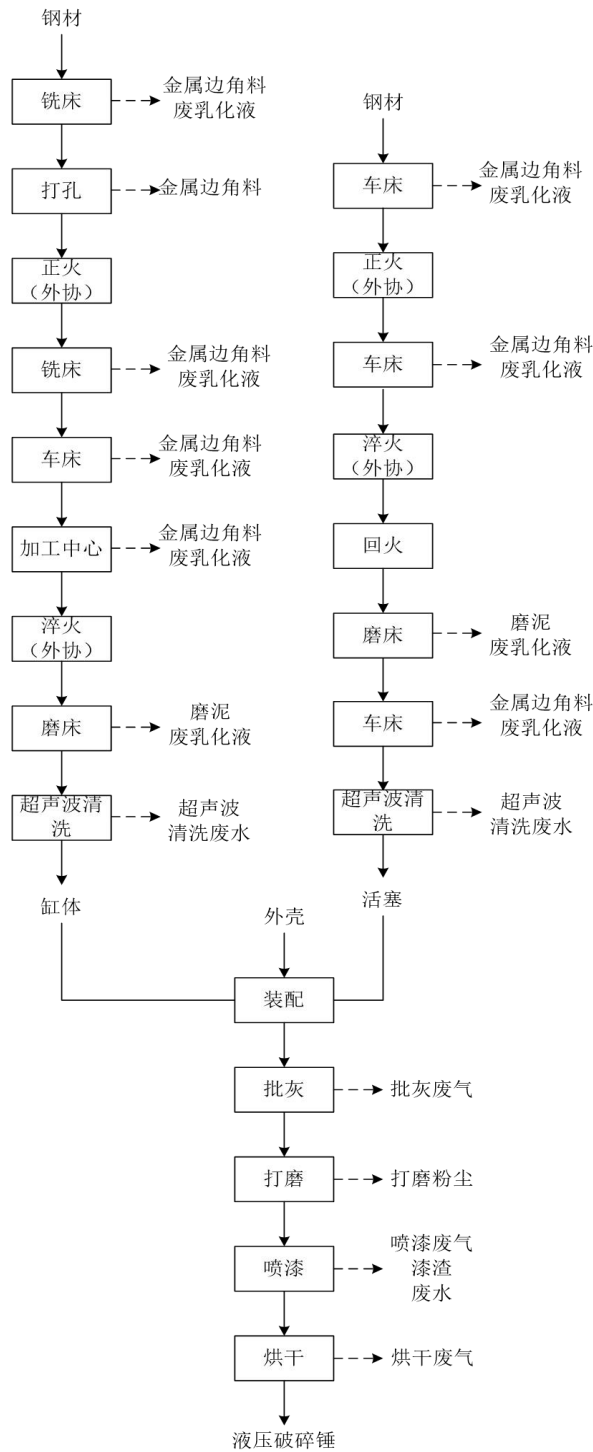 钢材
铣床
金属边角料
废乳化液
打孔
金属边角料
正火
（外协）
铣床
金属边角料
废乳化液
车床
金属边角料
废乳化液
加工中心
金属边角料
废乳化液
淬火
（外协）
磨床
磨泥
废乳化液
超声波清
洗
超声波
清洗废水
缸体
钢材
车床
金属边角料
废乳化液
正火
（外协）
车床
金属边角料
废乳化液
淬火
（外协）
回火
磨床
磨泥
废乳化液
车床
金属边角料
废乳化液
超声波清
洗
超声波
清洗废水
活塞
外壳
装配
批灰
批灰废气
打磨
打磨粉尘
喷漆
喷漆废气
漆渣
废水
烘干
烘干废气
液压破碎锤